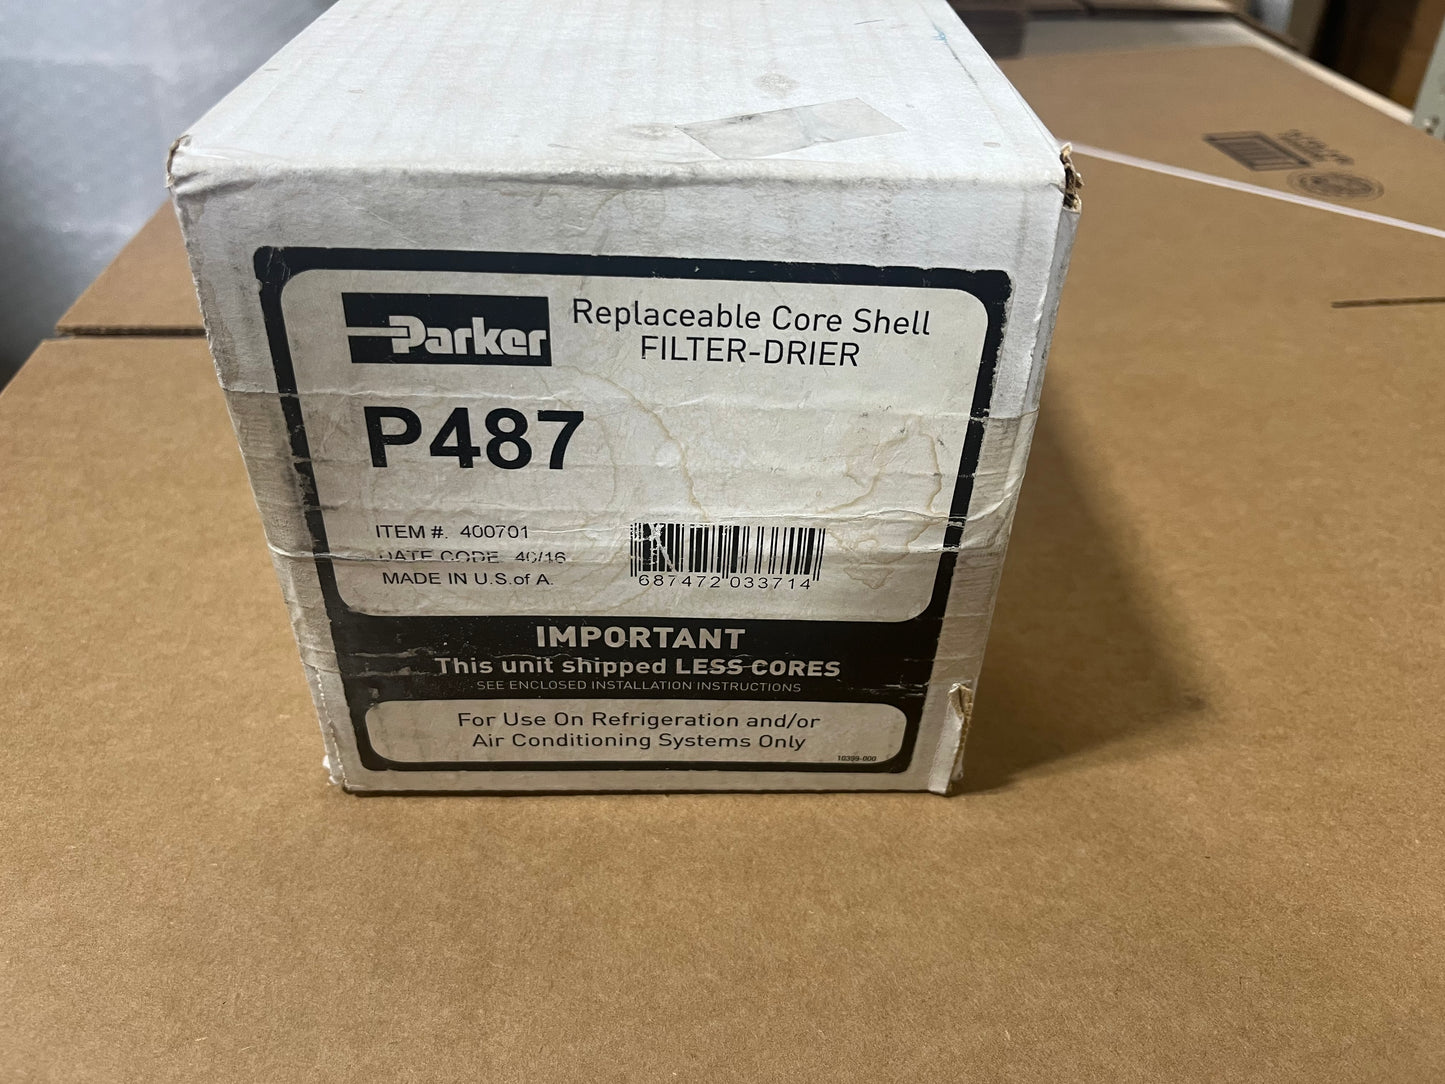 Parker
Replaceable Core Shell
FILTER-DRIER
P487
ITEM #. 400701
DATE CODE 40/16
MADE IN U.S.of A.
687472 033714
IMPORTANT
This unit shipped LESS CORES
SEE ENCLOSED INSTALLATION INSTRUCTIONS
For Use On Refrigeration and/or
Air Conditioning Systems Only
10399-000